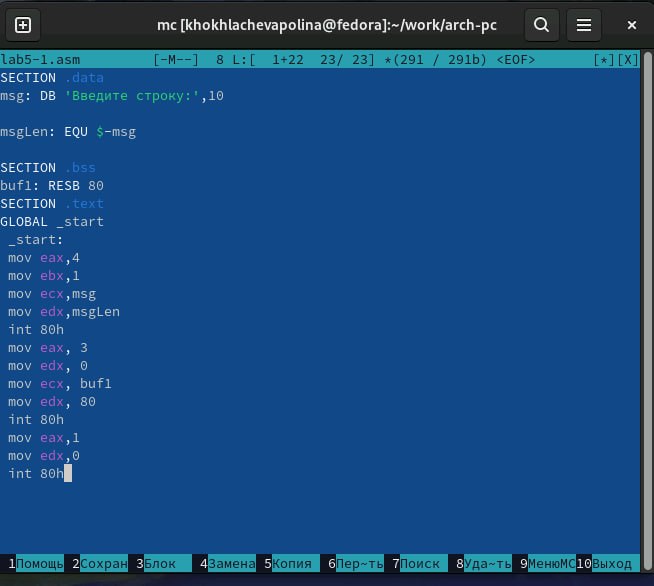 mc [khokhlachevapolina@fedora]:~/work/arch-pc
lab5-1.asm [-M--] 8 L:[ 1+22 23/ 23] *(291 / 291b) <EOF> [*][X]
SECTION .data
msg: DB 'Введите строку:',10
msgLen: EQU $-msg
SECTION .bss
buf1: RESB 80
SECTION .text
GLOBAL _start
_start:
mov eax,4
mov ebx,1
mov ecx,msg
mov edx,msgLen
int 80h
mov eax, 3
mov edx, 0
mov ecx, buf1
mov edx, 80
int 80h
mov eax,1
mov edx,0
int 80h
1Помощь 2Сохран 3Блок 4Замена 5Копия 6Пер~ть 7Поиск 8Уда~ть 9МенюМС 10Выход